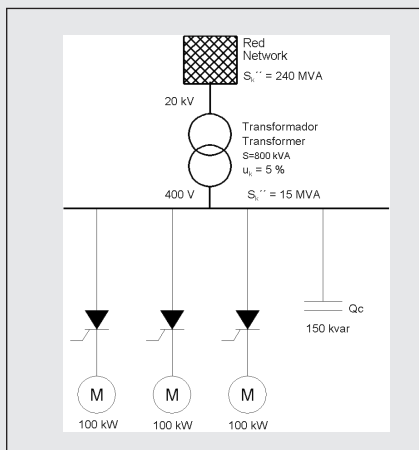 Red
Network
Sk´´ = 240 MVA
20 kV
Transformador
Transformer
S=800 kVA
uk = 5 %
400 V
Sk´´ = 15 MVA
Qc
150 kvar
M
M
M
100 kW
100 kW
100 kW